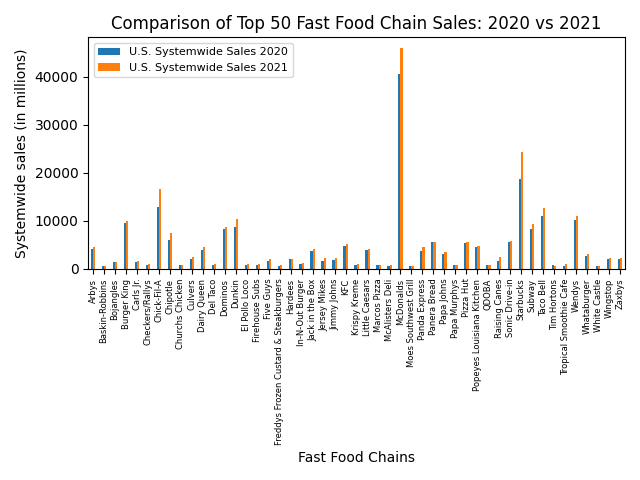 Comparison of Top 50 Fast Food Chain Sales: 2020 vs 2021
U.S. Systemwide Sales 2020
U.S. Systemwide Sales 2021
Systemwide sales (in millions)
40000
30000
20000
10000
0
Arbys
Baskin-Robbins
Bojangles
Burger King
Carls Jr.
Checkers/Rallys
Chick-Fil-A
Chipotle
Churchs Chicken
Culvers
Dairy Queen
Del Taco
Dominos
Dunkin
El Pollo Loco
Firehouse Subs
Five Guys
Freddys Frozen Custard & Steakburgers
Hardees
In-N-Out Burger
Jack in the Box
Jersey Mikes
Jimmy Johns
KFC
Krispy Kreme
Little Caesars
Marcos Pizza
McAlisters Deli
McDonalds
Moes Southwest Grill
Panda Express
Panara Bread
Papa Johns
Papa Murphys
Pizza Hut
Popeyes Louisiana Kitchen
QDOBA
Raising Canes
Sonic Drive-in
Starbucks
Subway
Taco Bell
Tim Hortons
Tropical Smoothie Cafe
Wendys
Whataburger
White Castle
Wingstop
Zaxbys
Fast Food Chains